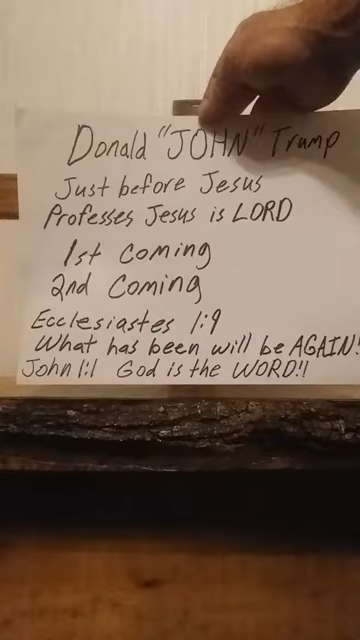 Donald "JOHN" Trump
Just before Jesus
Professes Jesus is LORD
1st Coming
2nd Coming
Ecclesiastes 1:9
What has been will be AGAIN!
John 1:1 God is the WORD!!